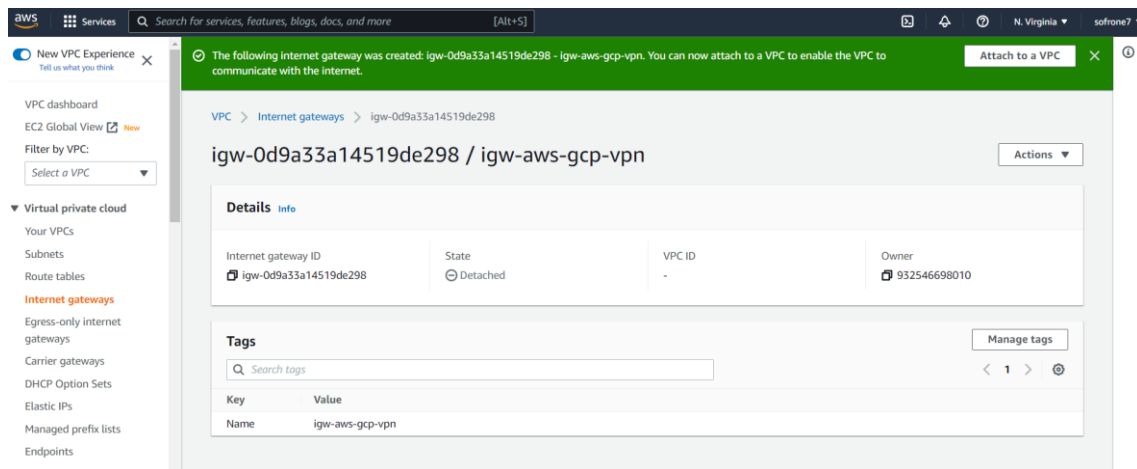 aws Services Search for services, features, blogs, docs, and more [Alt+S] N. Virginia sofrone7
New VPC Experience
Tell us what you think
The following internet gateway was created: igw-0d9a33a14519de298 - igw-aws-gcp-vpn. You can now attach to a VPC to enable the VPC to
communicate with the internet.
Attach to a VPC
VPC dashboard
EC2 Global View New
Filter by VPC:
Select a VPC
Virtual private cloud
Your VPCs
Subnets
Route tables
Internet gateways
Egress-only internet
gateways
Carrier gateways
DHCP Option Sets
Elastic IPs
Managed prefix lists
Endpoints
VPC > Internet gateways > igw-0d9a33a14519de298
igw-0d9a33a14519de298 / igw-aws-gcp-vpn
Actions
Details Info
Internet gateway ID
igw-0d9a33a14519de298
State
Detached
VPC ID
-
Owner
932546698010
Tags
Manage tags
Search tags
< 1 >
Key Value
Name igw-aws-gcp-vpn